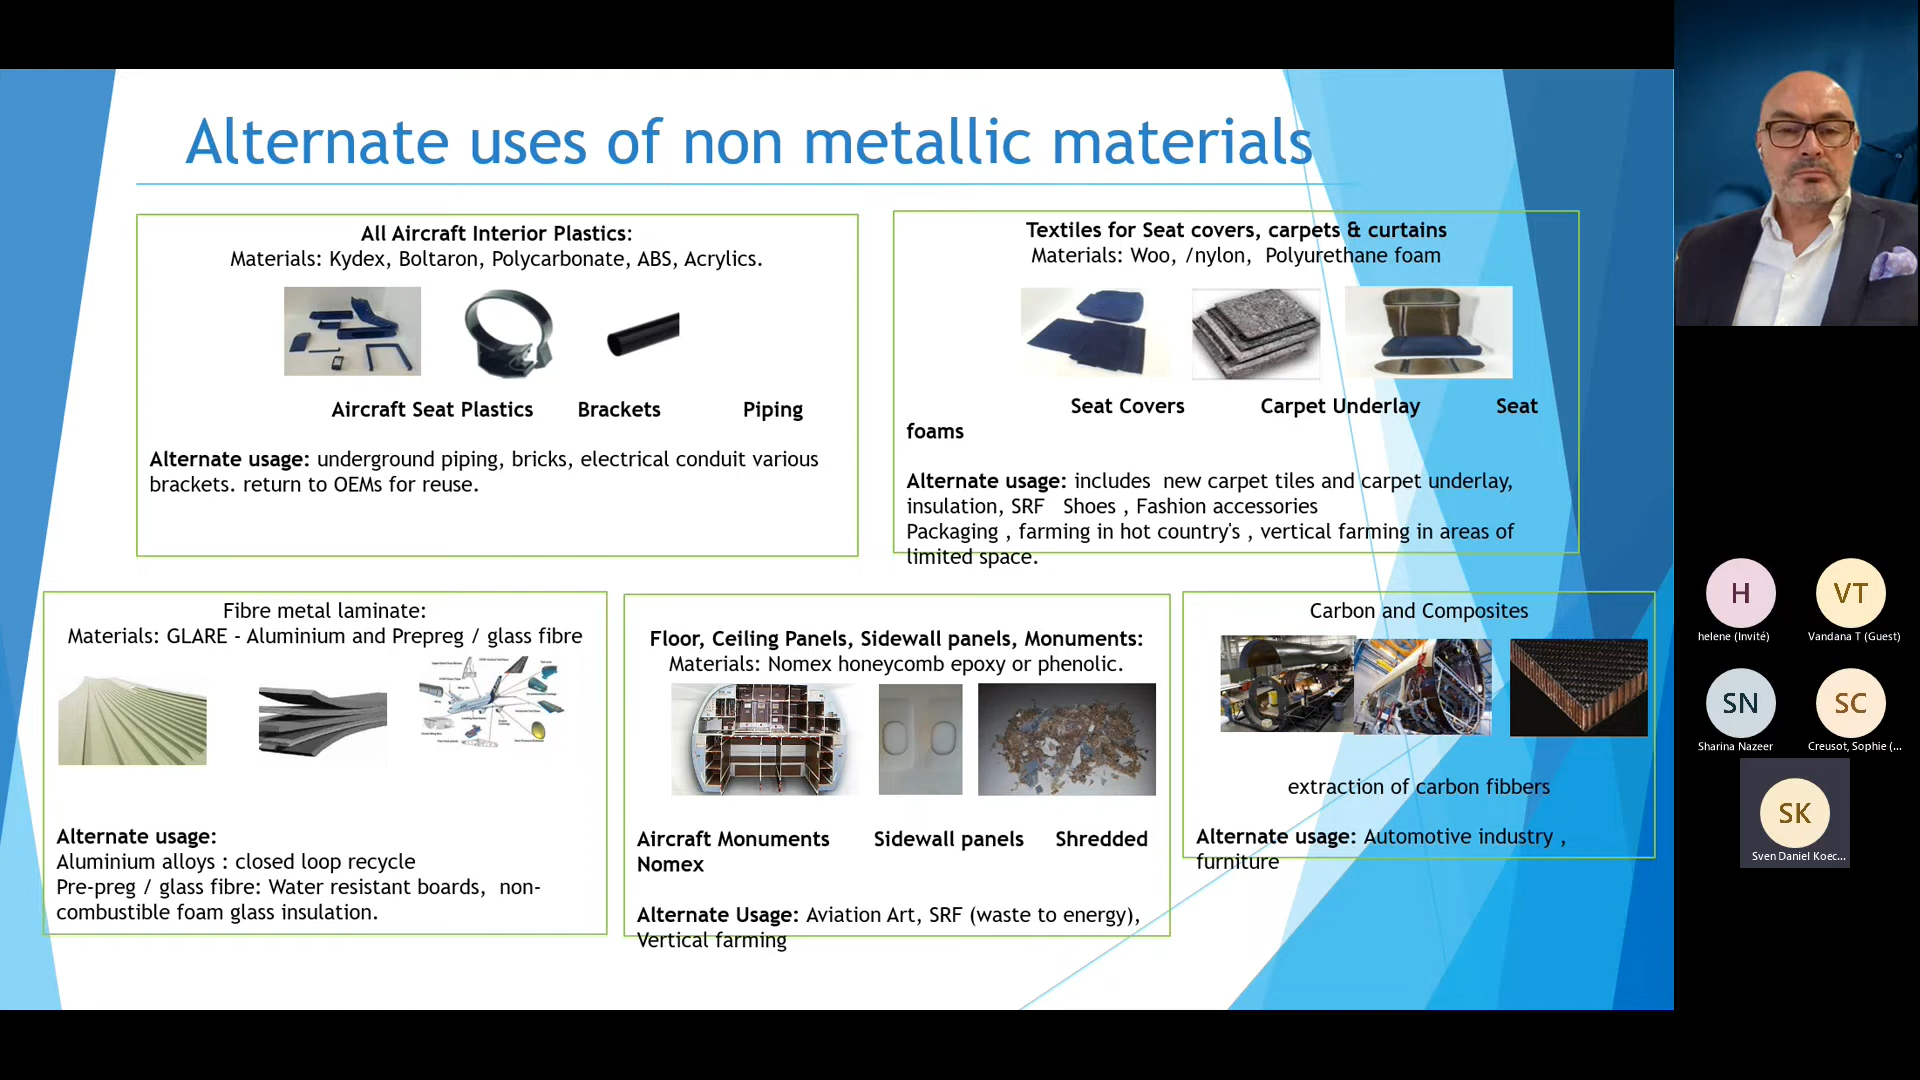 Alternate uses of non metallic materials
All Aircraft Interior Plastics:
Materials: Kydex, Boltaron, Polycarbonate, ABS, Acrylics.
Aircraft Seat Plastics Brackets Piping
Alternate usage: underground piping, bricks, electrical conduit various
brackets. return to OEMs for reuse.
Textiles for Seat covers, carpets & curtains
Materials: Woo, /nylon, Polyurethane foam
Seat Covers Carpet Underlay Seat
foams
Alternate usage: includes new carpet tiles and carpet underlay,
insulation, SRF Shoes , Fashion accessories
Packaging , farming in hot country's , vertical farming in areas of
limited space.
Fibre metal laminate:
Materials: GLARE - Aluminium and Prepreg / glass fibre
Alternate usage:
Aluminium alloys : closed loop recycle
Pre-preg / glass fibre: Water resistant boards, non-
combustible foam glass insulation.
Floor, Ceiling Panels, Sidewall panels, Monuments:
Materials: Nomex honeycomb epoxy or phenolic.
Aircraft Monuments Sidewall panels Shredded
Nomex
Alternate Usage: Aviation Art, SRF (waste to energy),
Vertical farming
Carbon and Composites
extraction of carbon fibbers
Alternate usage: Automotive industry ,
furniture
H VT
helene (Invité) Vandana T (Guest)
SN SC
Sharina Nazeer Creusot, Sophie (...
SK
Sven Daniel Koec...